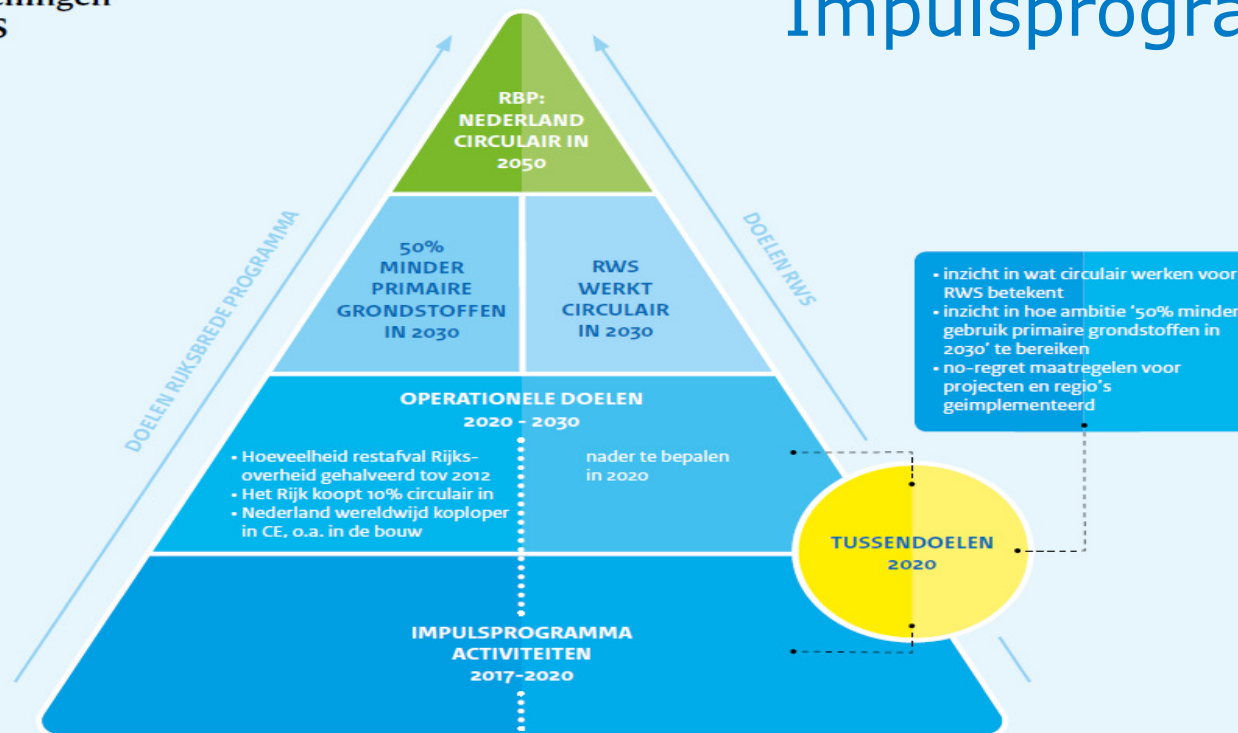 Impulsprogra
RBP:
NEDERLAND
CIRCULAIR IN
2050
DOELEN RIJKSBREDE PROGRAMMA
DOELEN RWS
50%
MINDER
PRIMAIRE
GRONDSTOFFEN
IN 2030
RWS
WERKT
CIRCULAIR
IN 2030
• inzicht in wat circulair werken voor
RWS betekent
• inzicht in hoe ambitie ‘50% minder
gebruik primaire grondstoffen in
2030’ te bereiken
• no-regret maatregelen voor
projecten en regio's
geimplementeerd
OPERATIONELE DOELEN
2020 - 2030
• Hoeveelheid restafval Rijks-
overheid gehalveerd tov 2012
• Het Rijk koopt 10% circulair in
• Nederland wereldwijd koploper
in CE, o.a. in de bouw
nader te bepalen
in 2020
TUSSENDOELEN
2020
IMPULSPROGRAMMA
ACTIVITEITEN
2017-2020